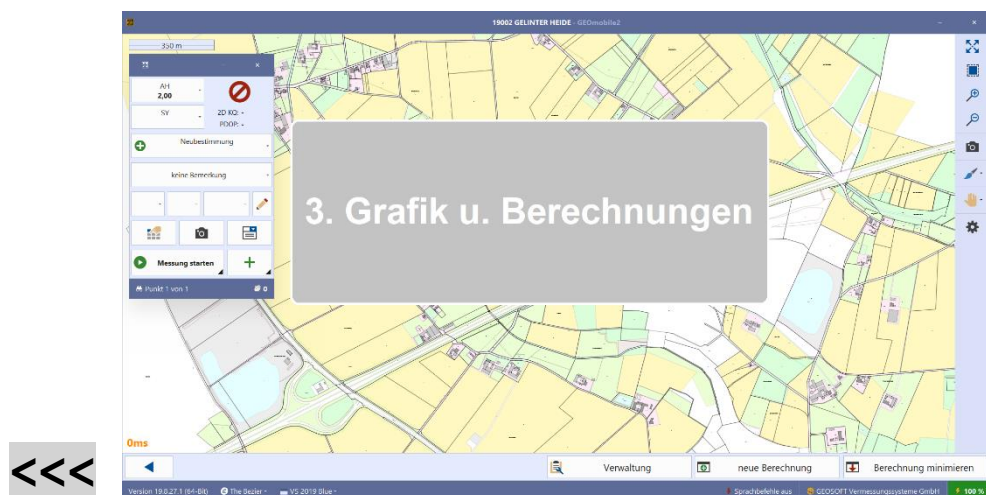 19002 GELINTER HEIDE - GEOmobile2
350 m
AH
2,00
SY
2D KQ: -
PDOP: -
Neubestimmung
keine Bemerkung
Messung starten
Punkt 1 von 1
0
3. Grafik u. Berechnungen
0ms
<<<
Verwaltung
neue Berechnung
Berechnung minimieren
Version 19.0.27.1 (64-Bit)
The Bezier
VS 2019 Blue
Sprachbefehle aus
GEOSOFT Vermessungssysteme GmbH
100 %